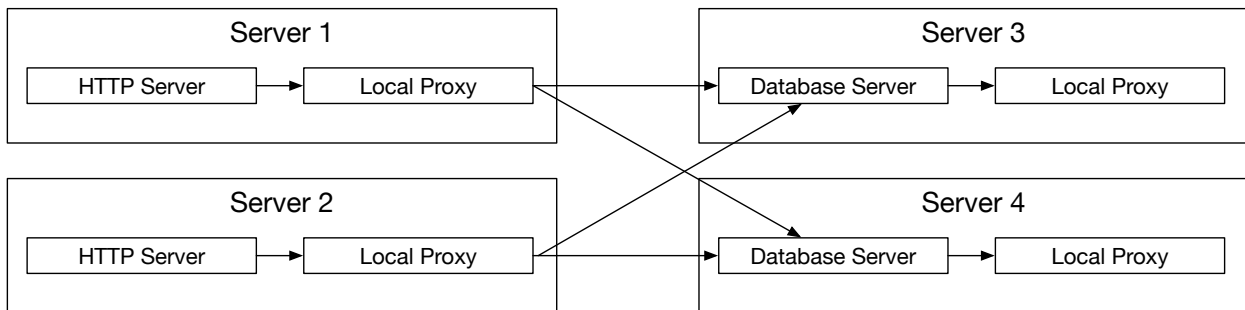 Server 1
HTTP Server
Local Proxy
Server 3
Database Server
Local Proxy
Server 2
HTTP Server
Local Proxy
Server 4
Database Server
Local Proxy